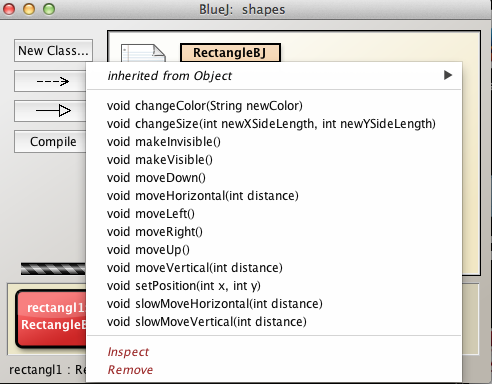 BlueJ: shapes
New Class...
RectangleBJ
inherited from Object
void changeColor(String newColor)
void changeSize(int newXSideLength, int newYSideLength)
Compile
void makeInvisible()
void makeVisible()
void moveDown()
void moveHorizontal(int distance)
void moveLeft()
void moveRight()
void moveUp()
void moveVertical(int distance)
void setPosition(int x, int y)
void slowMoveHorizontal(int distance)
void slowMoveVertical(int distance)
rectangl1:
RectangleB
Inspect
Remove
rectangl1 : Re